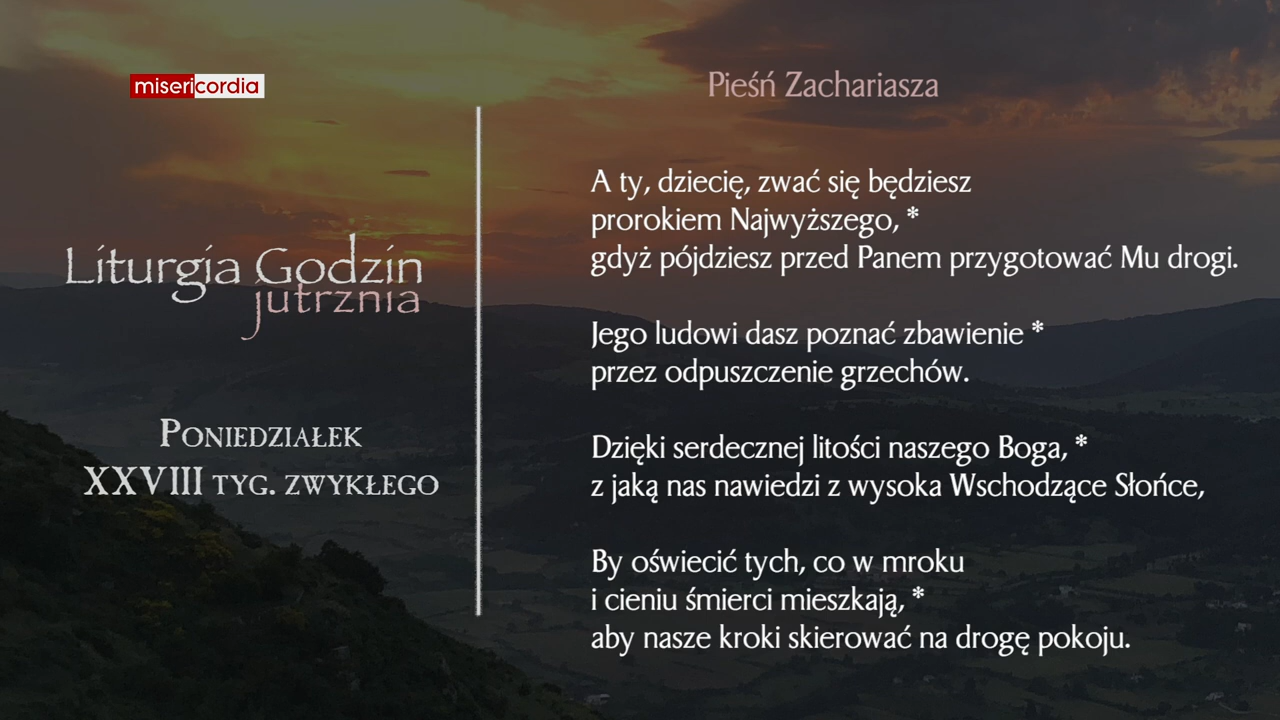 misericordia
Liturgia Godzin
jutrznia
Poniedziałek
XXVIII tyg. zwykłego
Pieśń Zachariasza
A ty, dziecię, zwać się będziesz
prorokiem Najwyższego, *
gdyż pójdziesz przed Panem przygotować Mu drogi.
Jego ludowi dasz poznać zbawienie *
przez odpuszczenie grzechów.
Dzięki serdecznej litości naszego Boga, *
z jaką nas nawiedzi z wysoka Wschodzące Słońce,
By oświecić tych, co w mroku
i cieniu śmierci mieszkają, *
aby nasze kroki skierować na drogę pokoju.